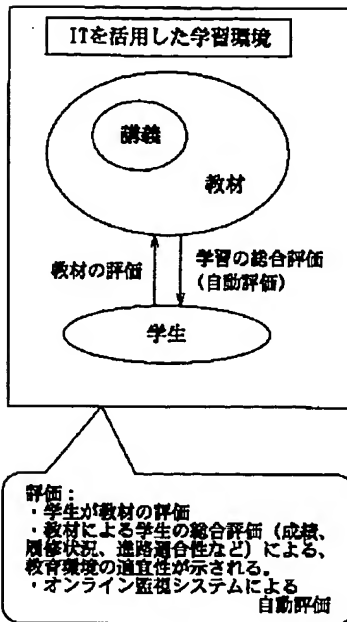 ITを活用した学習環境
講義
教材
教材の評価
学習の総合評価
(自動評価)
学生
評価：
・学生が教材の評価
・教材による学生の総合評価（成績、
履修状況、進路適合性など）による、
教育環境の適宜性が示される。
・オンライン監視システムによる
自動評価